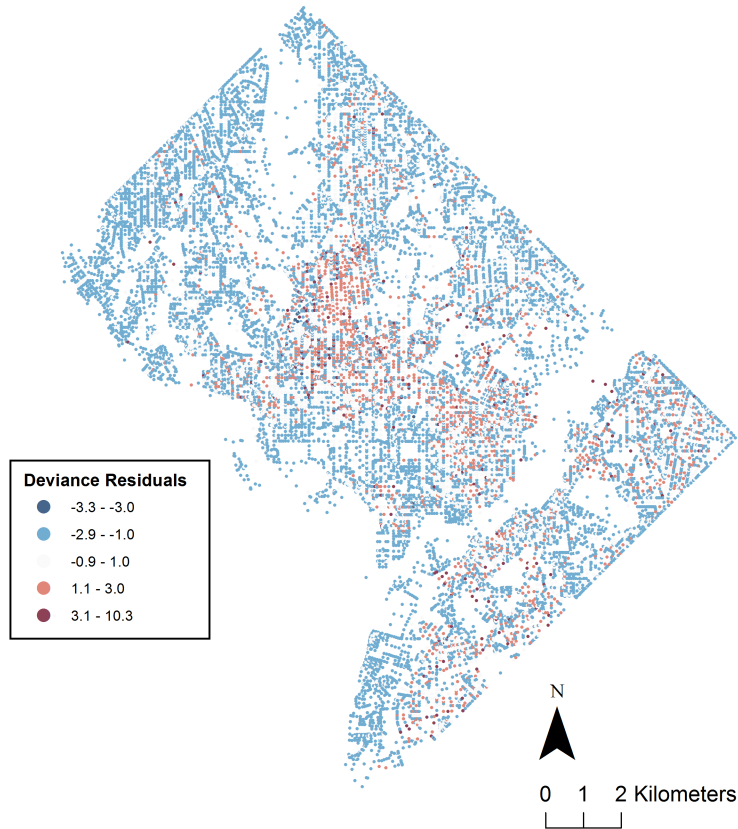 Deviance Residuals
-3.3 - -3.0
-2.9 - -1.0
-0.9 - 1.0
1.1 - 3.0
3.1 - 10.3
N
0 1 2 Kilometers